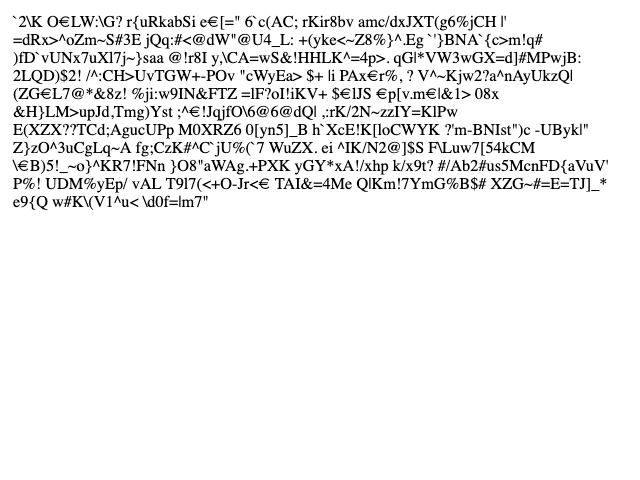 `2\K O€LW:\G? r{uRkabSi e€[=" 6`c(AC; rKir8bv amc/dxJXT(g6%jCH |'
=dRx>^oZm~S#3E jQq:#<@dW"@U4_L: +(yke<~Z8%}^.Eg `'}BNA`{c>m!q#
)fD`vUNx7uXl7j~}saa @!r8I y,\CA=wS&!HHLK^=4p>. qG|*VW3wGX=d]#MPwjB:
2LQD)$2! /^:CH>UvTGW+-POv "cWyEa> $+ |i PAx€r%, ? V^~Kjw2?a^nAyUkzQ|
(ZG€L7@*&8z! %ji:w9IN&FTZ =lF?oI!iKV+ $€lJS €p[v.m€|&1> 08x
&H}LM>upJd,Tmg)Yst ;^€!JqjfO\6@6@dQ| ,:rK/2N~zzIY=KlPw
E(XZX??TCd;AgucUPp M0XRZ6 0[yn5]_B h`XcE!K[loCWYK ?'m-BNIst")c -UByk|"
Z}zO^3uCgLq~A fg;CzK#^C`jU%(`7 WuZX. ei ^IK/N2@]$S F\Luw7[54kCM
\€B)5!_~o}^KR7!FNn }O8"aWAg.+PXK yGY*xA!/xhp k/x9t? #/Ab2#us5McnFD{aVuV'
P%! UDM%yEp/ vAL T9l7(<+O-Jr<€ TAI&=4Me Q|Km!7YmG%B$# XZG~#=E=TJ]_*
e9{Q w#K\(V1^u< \d0f=|m7"